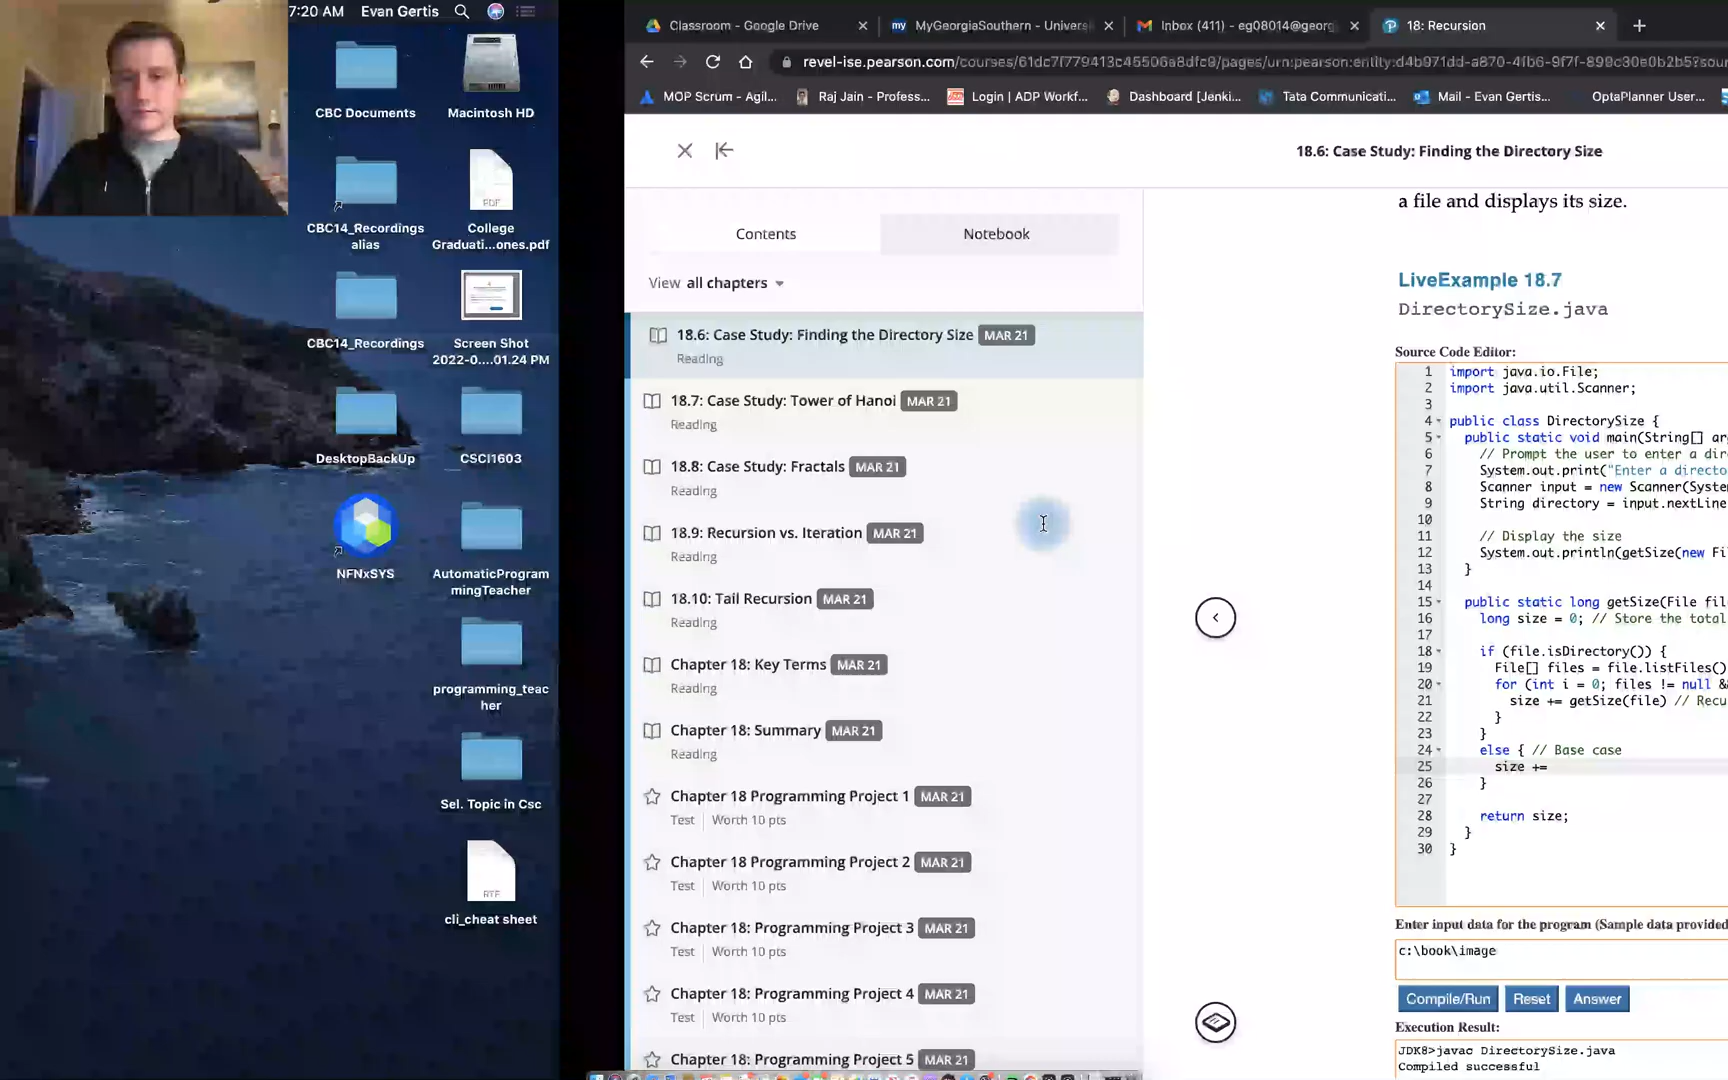 7:20 AM Evan Gertis
CBC Documents
Macintosh HD
CBC14_Recordings alias
PDF
College Graduati...ones.pdf
CBC14_Recordings
Screen Shot 2022-0....01.24 PM
DesktopBackUp
CSCI1603
NFNxSYS
AutomaticProgram mingTeacher
programming_teac her
Sel. Topic in Csc
RTF
cli_cheat sheet
Classroom - Google Drive
my MyGeorgiaSouthern - Univers
Inbox (411) - eg08014@georg
18: Recursion
revel-ise.pearson.com/courses/
MOP Scrum - Agil...
Raj Jain - Profess...
Login | ADP Workf...
Dashboard [Jenki...
Tata Communicati...
Mail - Evan Gertis...
OptaPlanner User...
18.6: Case Study: Finding the Directory Size
Contents
Notebook
View all chapters
18.6: Case Study: Finding the Directory Size MAR 21
Reading
18.7: Case Study: Tower of Hanoi MAR 21
Reading
18.8: Case Study: Fractals MAR 21
Reading
18.9: Recursion vs. Iteration MAR 21
Reading
18.10: Tail Recursion MAR 21
Reading
Chapter 18: Key Terms MAR 21
Reading
Chapter 18: Summary MAR 21
Reading
Chapter 18 Programming Project 1 MAR 21
Test | Worth 10 pts
Chapter 18 Programming Project 2 MAR 21
Test | Worth 10 pts
Chapter 18: Programming Project 3 MAR 21
Test | Worth 10 pts
Chapter 18: Programming Project 4 MAR 21
Test | Worth 10 pts
Chapter 18: Programming Project 5 MAR 21
a file and displays its size.
LiveExample 18.7
DirectorySize.java
Source Code Editor:
1 import java.io.File;
2 import java.util.Scanner;
3
4 public class DirectorySize {
5 public static void main(String[] ar
6 // Prompt the user to enter a dir
7 System.out.print("Enter a directo
8 Scanner input = new Scanner(Syste
9 String directory = input.nextLine
10
11 // Display the size
12 System.out.println(getSize(new Fi
13 }
14
15 public static long getSize(File fil
16 long size = 0; // Store the total
17
18 if (file.isDirectory()) {
19 File[] files = file.listFiles()
20 for (int i = 0; files != null &
21 size += getSize(file) // Recu
22 }
23 }
24 else { // Base case
25 size +=
26 }
27
28 return size;
29 }
30 }
Enter input data for the program (Sample data provided
c:\book\image
Compile/Run Reset Answer
Execution Result:
JDK8>javac DirectorySize.java
Compiled successful